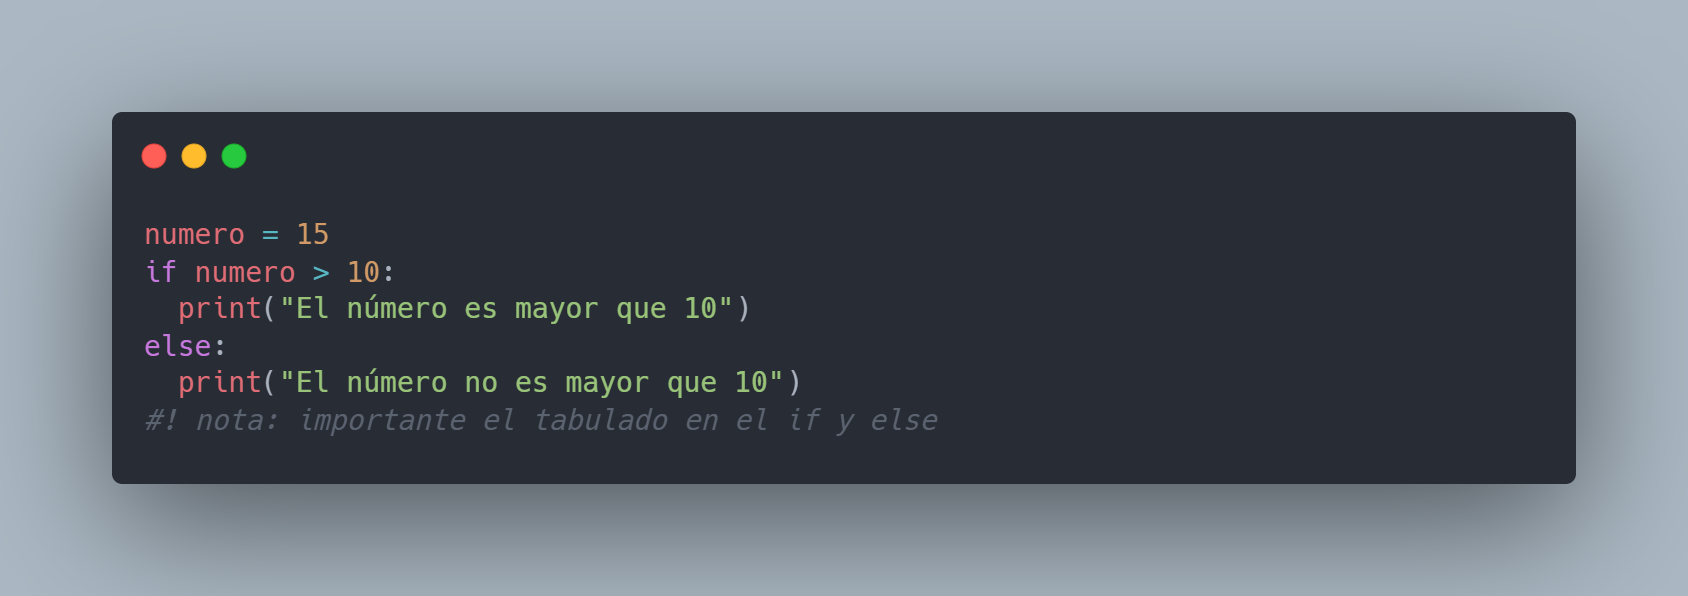 numero = 15
if numero > 10:
  print("El número es mayor que 10")
else:
  print("El número no es mayor que 10")
#! nota: importante el tabulado en el if y else